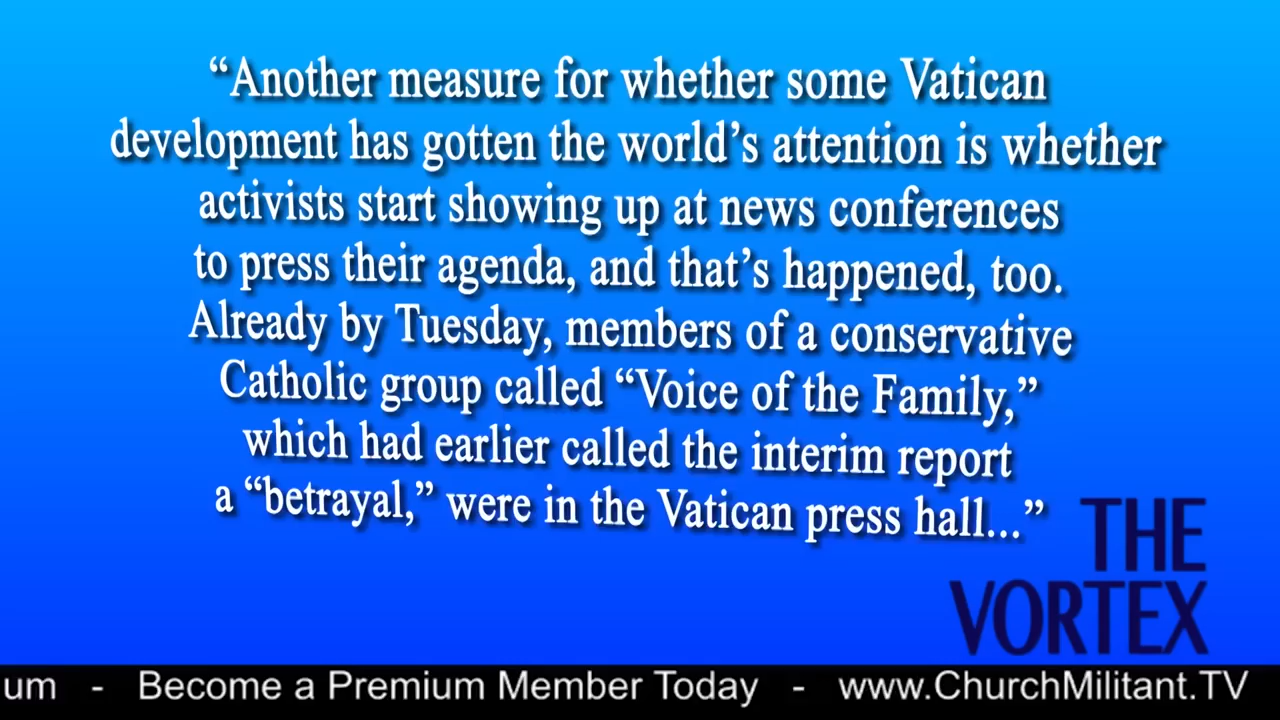 “Another measure for whether some Vatican
development has gotten the world’s attention is whether
activists start showing up at news conferences
to press their agenda, and that’s happened, too.
Already by Tuesday, members of a conservative
Catholic group called “Voice of the Family,”
which had earlier called the interim report
a “betrayal,” were in the Vatican press hall...”
THE
VORTEX
um - Become a Premium Member Today - www.ChurchMilitant.TV